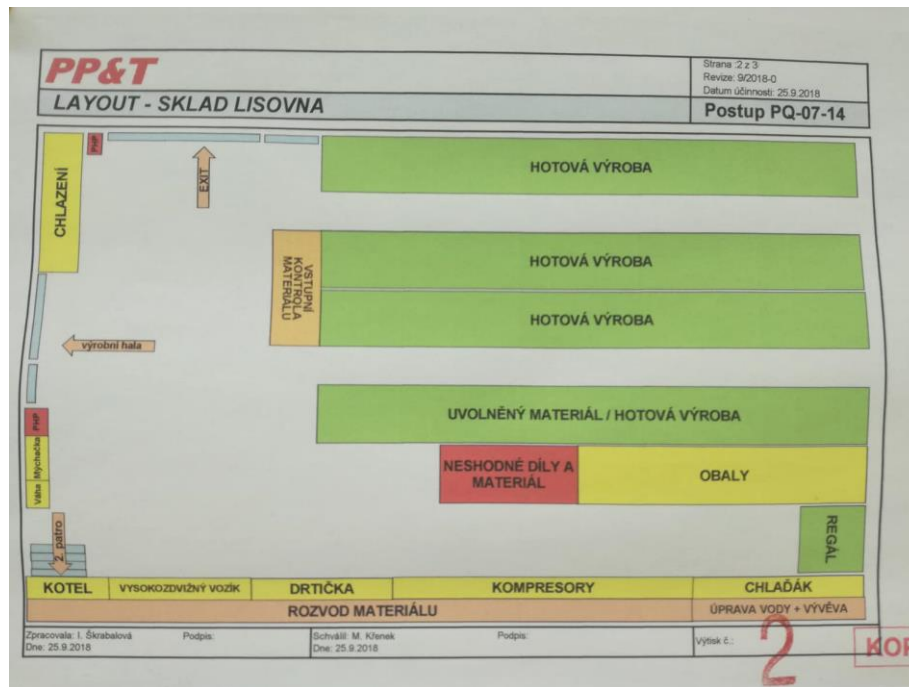 PP&T
LAYOUT - SKLAD LISOVNA
Strana :2 z 3
Revize: 9/2018-0
Datum účinnosti: 25.9.2018
Postup PQ-07-14
CHLAZENÍ
PHP
EXIT
HOTOVÁ VÝROBA
VSTUPNÍ
KONTROLA
MATERIÁLU
HOTOVÁ VÝROBA
HOTOVÁ VÝROBA
výrobní hala
UVOLNĚNÝ MATERIÁL / HOTOVÁ VÝROBA
PHP
Mýchačka
Váha
NESHODNÉ DÍLY A
MATERIÁL
OBALY
2. patro
REGÁL
KOTEL
VYSOKOZDVIŽNÝ VOZÍK
DRTIČKA
KOMPRESORY
CHLAĎÁK
ROZVOD MATERIÁLU
ÚPRAVA VODY + VÝVĚVA
Zpracovala: I. Škrabalová
Podpis:
Dne: 25.9.2018
Schválil: M. Křenek
Podpis:
Dne: 25.9.2018
Výtisk č.:
2
KOP